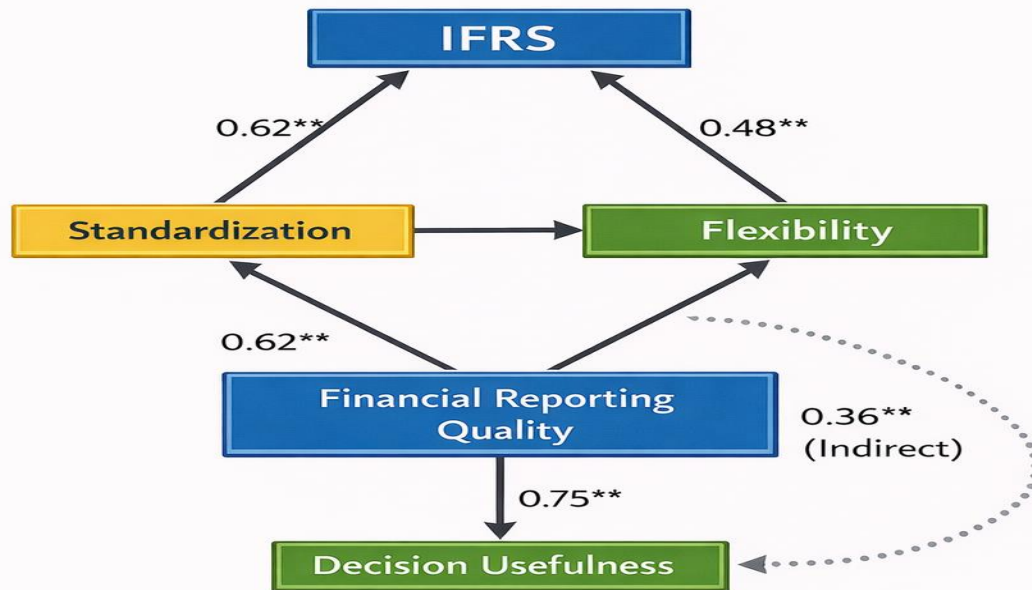 IFRS
0.62**
0.48**
Standardization
Flexibility
0.62**
Financial Reporting
Quality
0.36**
(Indirect)
0.75**
Decision Usefulness